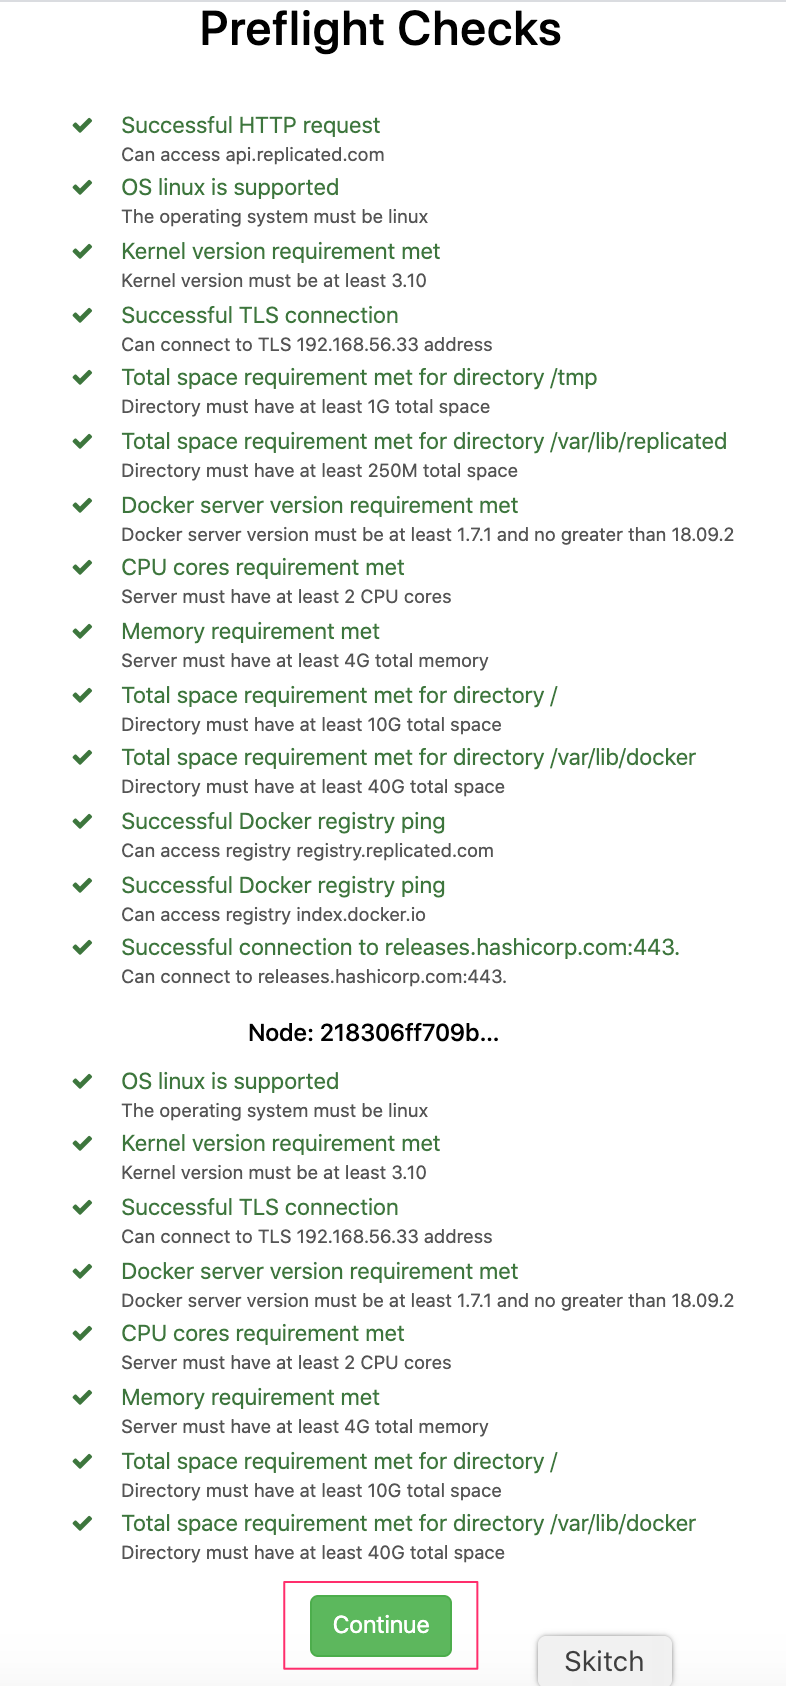 Preflight Checks
Successful HTTP request
Can access api.replicated.com
OS linux is supported
The operating system must be linux
Kernel version requirement met
Kernel version must be at least 3.10
Successful TLS connection
Can connect to TLS 192.168.56.33 address
Total space requirement met for directory /tmp
Directory must have at least 1G total space
Total space requirement met for directory /var/lib/replicated
Directory must have at least 250M total space
Docker server version requirement met
Docker server version must be at least 1.7.1 and no greater than 18.09.2
CPU cores requirement met
Server must have at least 2 CPU cores
Memory requirement met
Server must have at least 4G total memory
Total space requirement met for directory /
Directory must have at least 10G total space
Total space requirement met for directory /var/lib/docker
Directory must have at least 40G total space
Successful Docker registry ping
Can access registry registry.replicated.com
Successful Docker registry ping
Can access registry index.docker.io
Successful connection to releases.hashicorp.com:443.
Can connect to releases.hashicorp.com:443.
Node: 218306ff709b...
OS linux is supported
The operating system must be linux
Kernel version requirement met
Kernel version must be at least 3.10
Successful TLS connection
Can connect to TLS 192.168.56.33 address
Docker server version requirement met
Docker server version must be at least 1.7.1 and no greater than 18.09.2
CPU cores requirement met
Server must have at least 2 CPU cores
Memory requirement met
Server must have at least 4G total memory
Total space requirement met for directory /
Directory must have at least 10G total space
Total space requirement met for directory /var/lib/docker
Directory must have at least 40G total space
Continue
Skitch